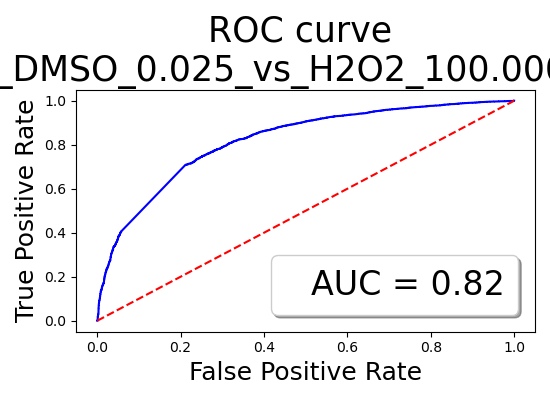 ROC curve
_DMSO_0.025_vs_H2O2_100.000
True Positive Rate
1.0
0.8
0.6
0.4
0.2
0.0
AUC = 0.82
0.0 0.2 0.4 0.6 0.8 1.0
False Positive Rate